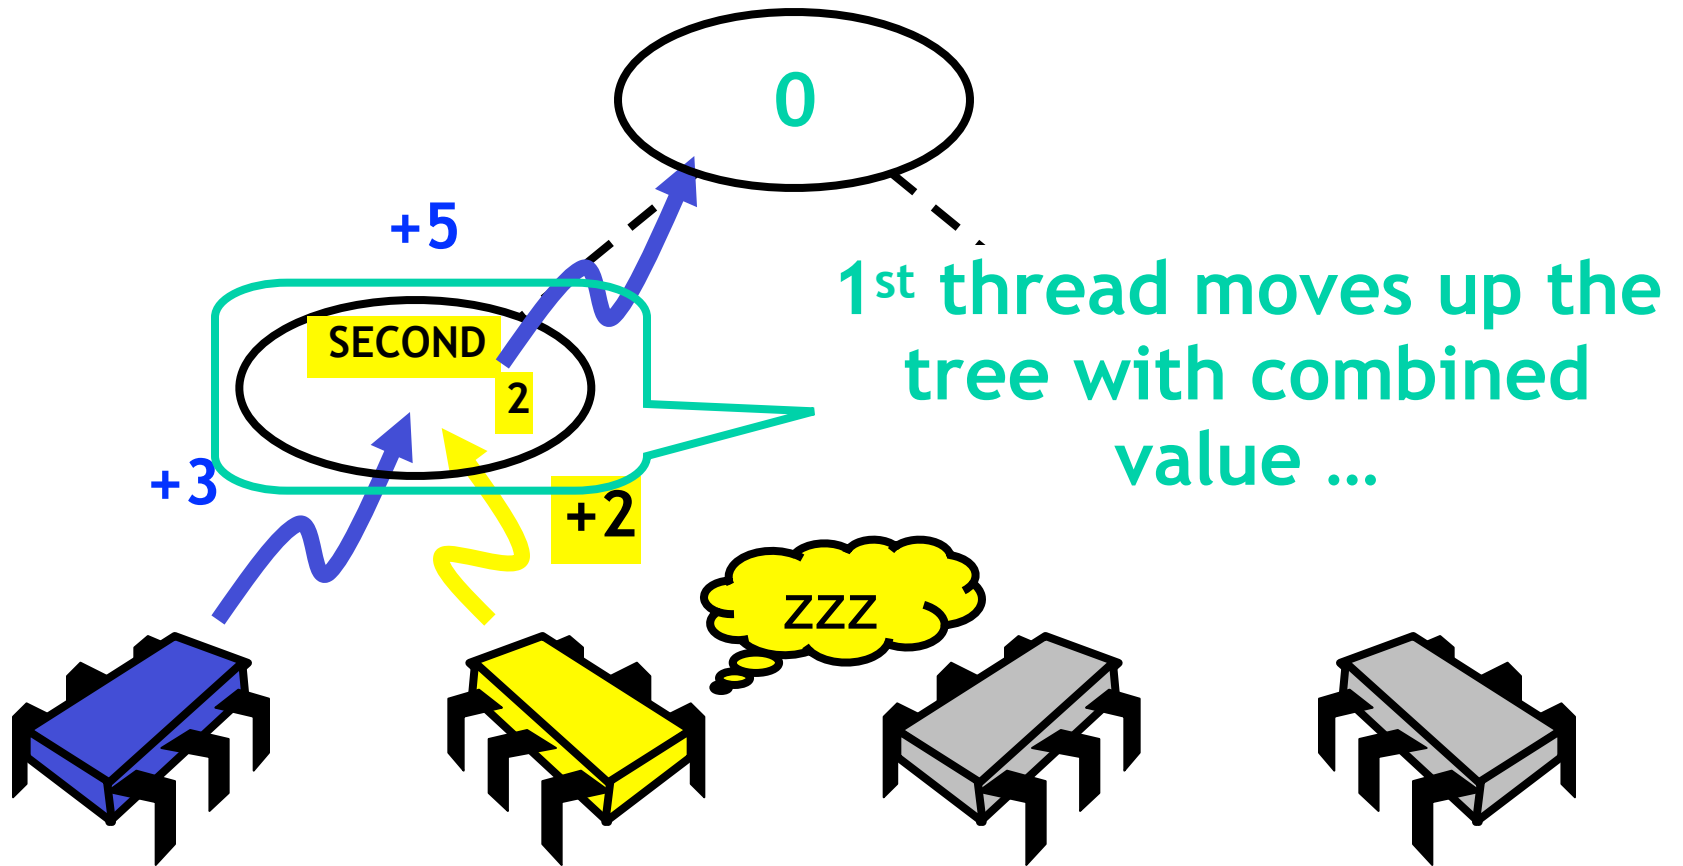 0
+5
1st thread moves up the
tree with combined
value …
SECOND
2
+3
+2
zzz